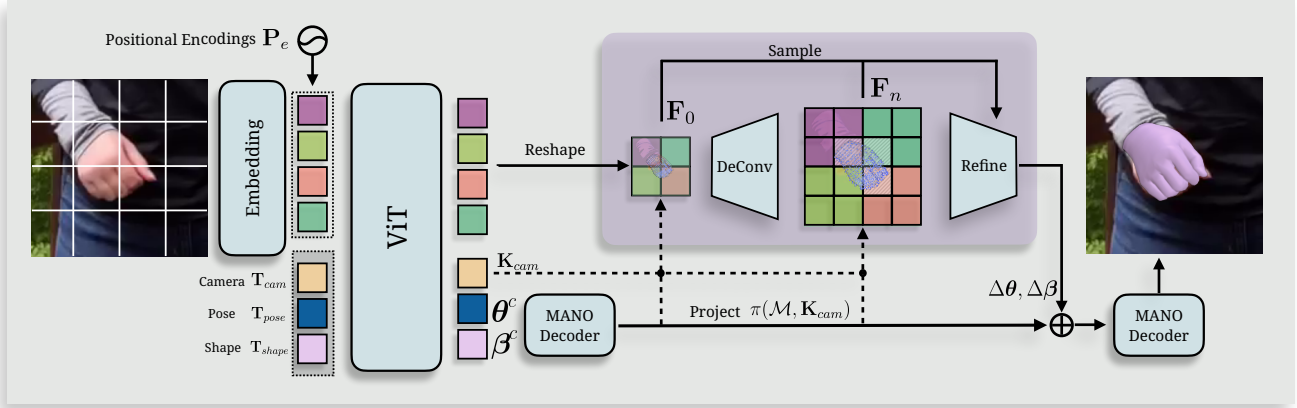 Positional Encodings P_e
Sample
F_0
F_n
Embedding
ViT
Reshape
DeConv
Refine
K_cam
Camera T_cam
Pose T_pose
Shape T_shape
θ^c
β^c
MANO
Decoder
Project π(M, K_cam)
Δθ, Δβ
MANO
Decoder